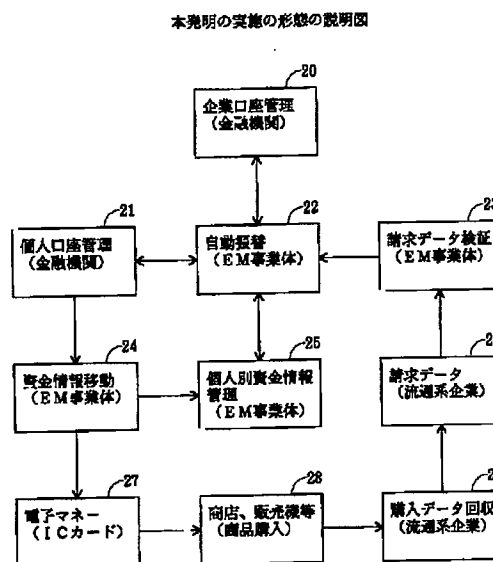 本発明の実施の形態の説明図
20
企業口座管理
(金融機関)
21
個人口座管理
(金融機関)
22
自動振替
(EM事業体)
請求データ検証
(EM事業体)
24
資金情報移動
(EM事業体)
25
個人別資金情報
管理
(EM事業体)
請求データ
(流通系企業)
27
電子マネー
(ICカード)
28
商店、販売機等
(商品購入)
購入データ回収
(流通系企業)